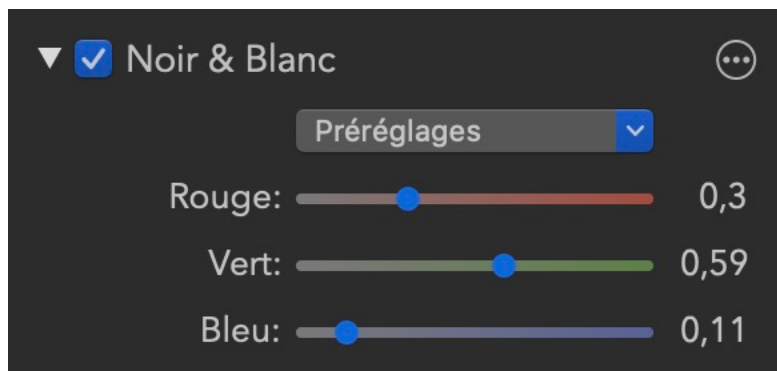 Noir & Blanc
Préréglages
Rouge: 0,3
Vert: 0,59
Bleu: 0,11